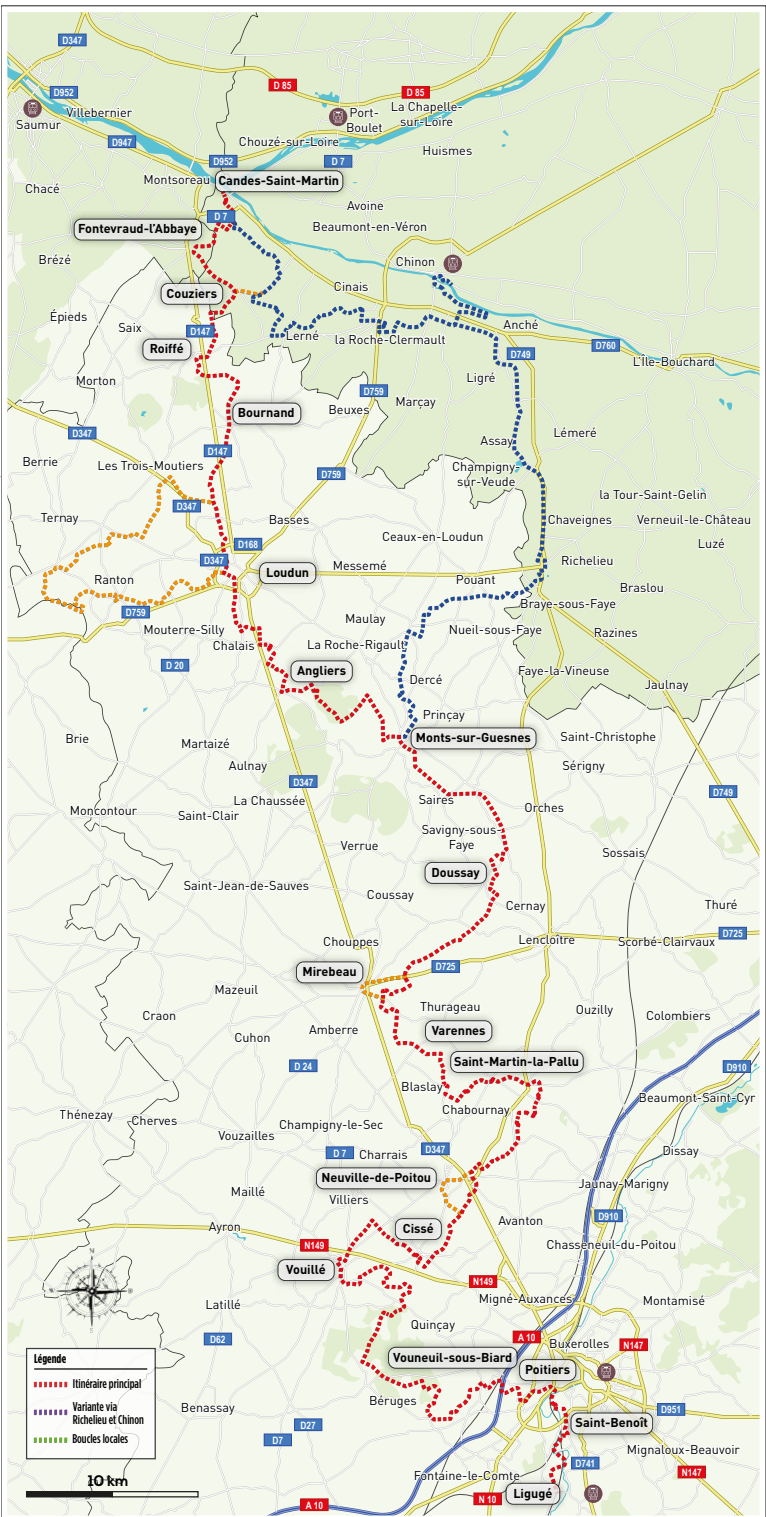 D347
D952
Villebernier
Saumur
D947
D 85
D 85
Port-
Boulet
La Chapelle-
sur-Loire
Chouzé-sur-Loire
Huismes
D952
D 7
Montsoreau
Candes-Saint-Martin
Chacé
Avoine
D 7
Fontevraud-l'Abbaye
Beaumont-en-Véron
Brézé
Chinon
Couziers
Cinais
Épieds
Saix
D147
Lerné
la Roche-Clermault
Anché
D760
Roiffé
D749
L'Île-Bouchard
Morton
Ligré
D759
Marçay
Bournand
Beuxes
D347
Lémeré
Assay
D147
Berrie
Les Trois-Moutiers
D759
Champigny-
sur-Veude
la Tour-Saint-Gelin
D347
Ternay
Basses
Chaveignes
Verneuil-le-Château
Ceaux-en-Loudun
D168
Luzé
D347
Richelieu
Messemé
Loudun
Ranton
Pouant
Braslou
Braye-sous-Faye
D759
Maulay
Mouterre-Silly
Nueil-sous-Faye
Razines
Chalais
La Roche-Rigault
D 20
Angliers
Faye-la-Vineuse
Dercé
Jaulnay
Prinçay
Brie
Monts-sur-Guesnes
Saint-Christophe
Martaizé
Aulnay
Sérigny
D347
D749
La Chaussée
Saires
Moncontour
Saint-Clair
Orches
Savigny-sous-
Faye
Verrue
Sossais
Doussay
Saint-Jean-de-Sauves
Coussay
Cernay
Thuré
D725
Chouppes
Lencloître
Scorbé-Clairvaux
Mirebeau
D725
Mazeuil
Thurageau
Ouzilly
Craon
Colombiers
Amberre
Varennes
Cuhon
Saint-Martin-la-Pallu
D 24
D910
Blaslay
Beaumont-Saint-Cyr
Chabournay
Thénezay
Cherves
Champigny-le-Sec
Vouzailles
D347
D 7
Charrais
Dissay
Neuville-de-Poitou
Jaunay-Marigny
Maillé
Villiers
D910
Ayron
Cissé
Avanton
N149
Chasseneuil-du-Poitou
Vouillé
N149
N
Latillé
Migné-Auxances
Montamisé
Quinçay
D62
A 10
Buxerolles
N147
Vouneuil-sous-Biard
Poitiers
Légende
Itinéraire principal
Variante via
Richelieu et Chinon
Boucles locales
Béruges
Benassay
D951
Saint-Benoît
D27
D7
Mignaloux-Beauvoir
D741
N147
Fontaine-le-Comte
10 km
Ligugé
N 10
A 10